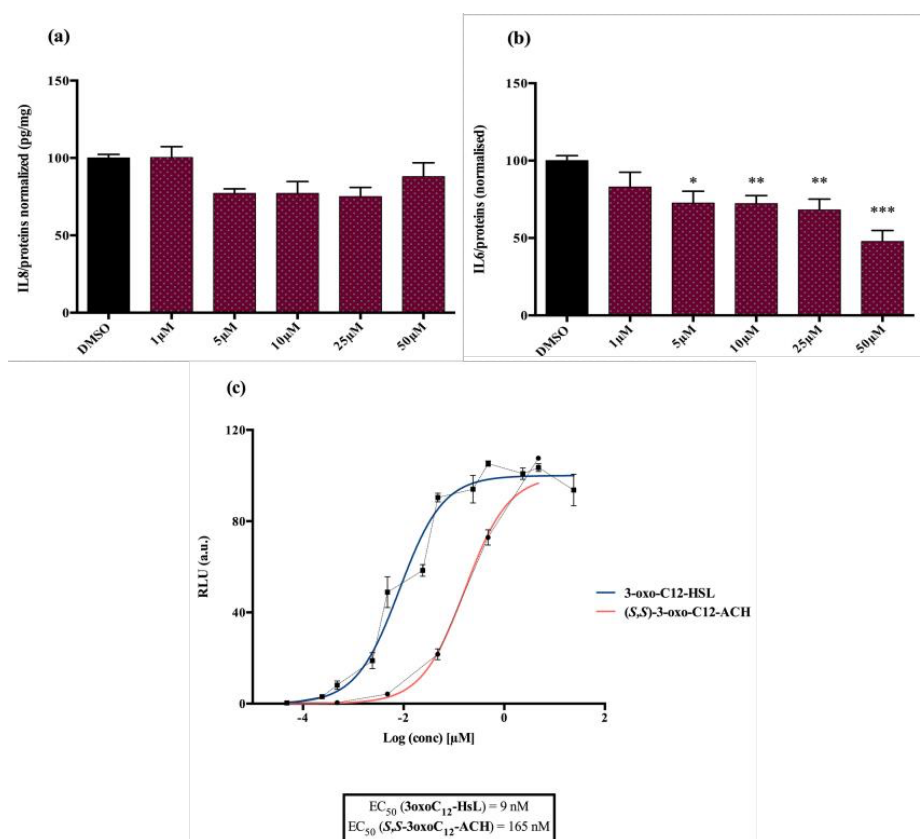 (a)
150
100
50
0
IL8/proteins normalized (pg/mg)
DMSO
1µM
5µM
10µM
25µM
50µM
(b)
150
100
50
0
IL6/proteins (normalised)
*
**
**
***
DMSO
1µM
5µM
10µM
25µM
50µM
(c)
120
80
40
0
RLU (a.u.)
-4
-2
0
2
Log (conc) [µM]
3-oxo-C12-HSL
(S,S)-3-oxo-C12-ACH
EC50 (3oxoC12-HsL) = 9 nM
EC50 (S,S-3oxoC12-ACH) = 165 nM